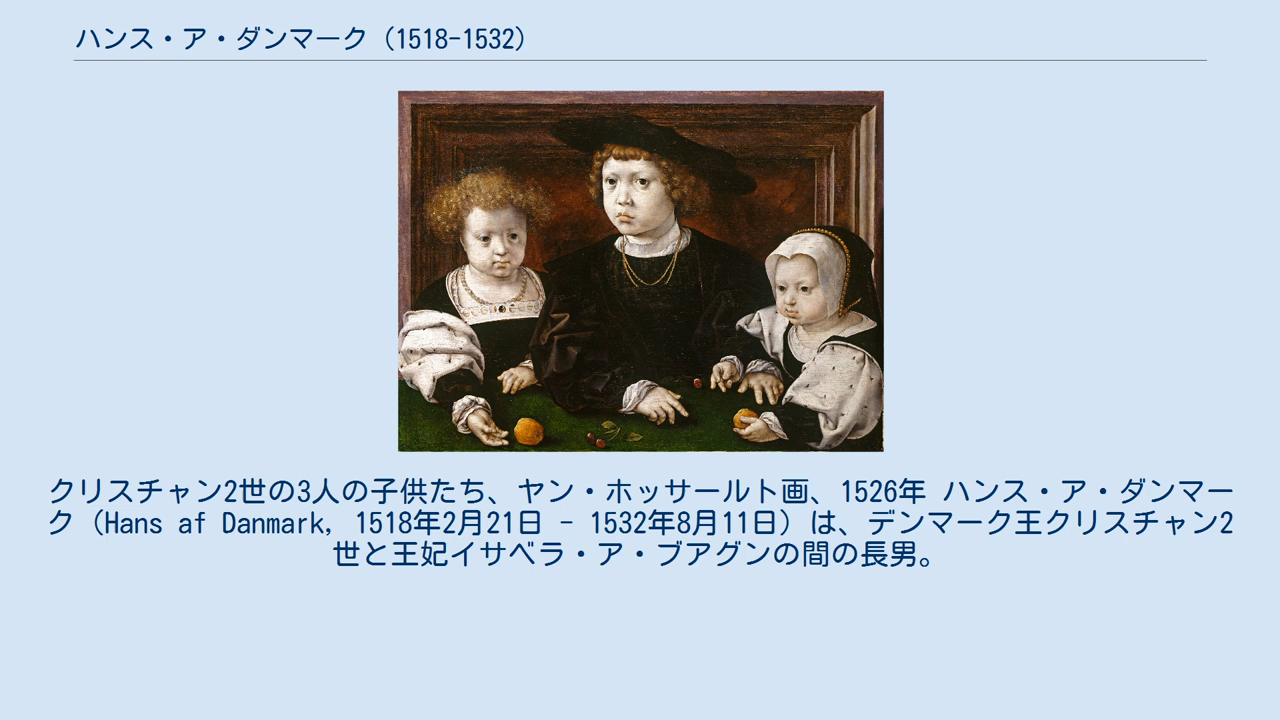 ハンス・ア・ダンマーク（1518-1532）
クリスチャン2世の3人の子供たち、ヤン・ホッサールト画、1526年 ハンス・ア・ダンマー
ク（Hans af Danmark, 1518年2月21日 - 1532年8月11日）は、デンマーク王クリスチャン2
世と王妃イサベラ・ア・ブアグンの間の長男。